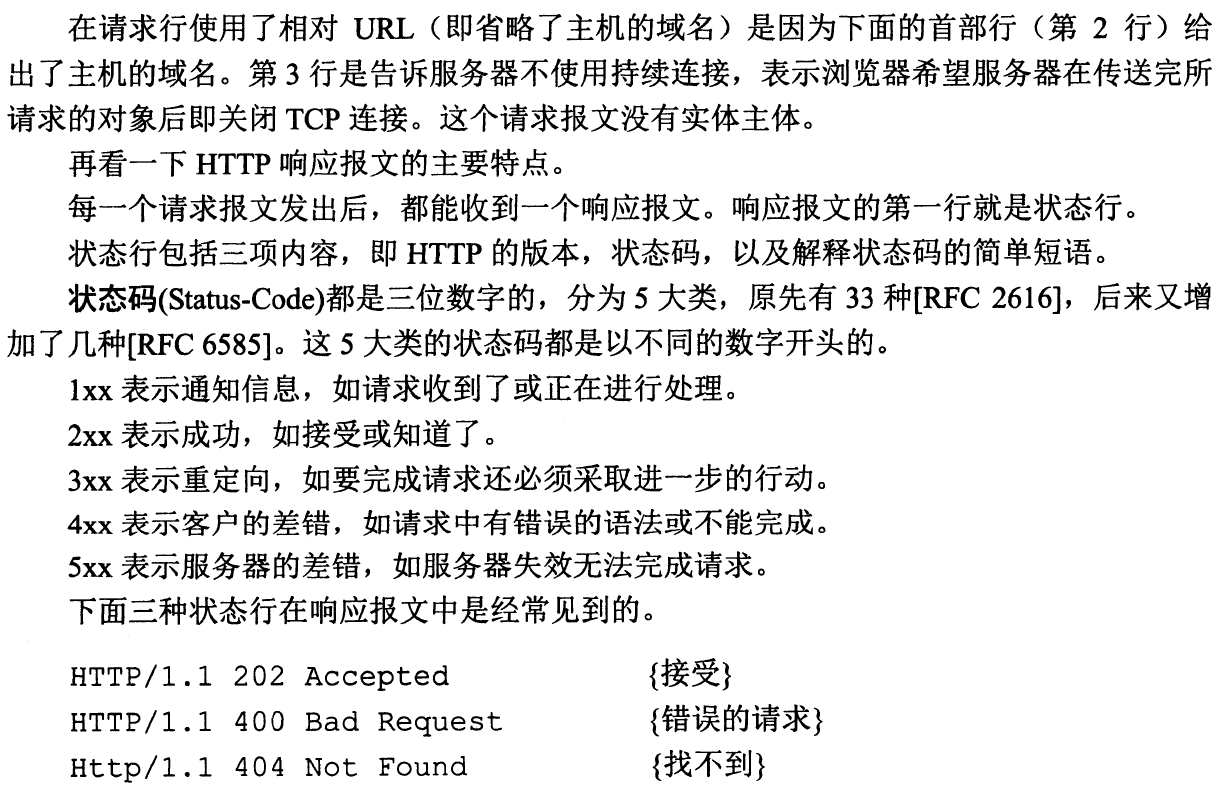 在请求行使用了相对 URL（即省略了主机的域名）是因为下面的首部行（第 2 行）给
出了主机的域名。第 3 行是告诉服务器不使用持续连接，表示浏览器希望服务器在传送完所
请求的对象后即关闭 TCP 连接。这个请求报文没有实体主体。
再看一下 HTTP 响应报文的主要特点。
每一个请求报文发出后，都能收到一个响应报文。响应报文的第一行就是状态行。
状态行包括三项内容，即 HTTP 的版本，状态码，以及解释状态码的简单短语。
状态码(Status-Code)都是三位数字的，分为 5 大类，原先有 33 种[RFC 2616]，后来又增
加了几种[RFC 6585]。这 5 大类的状态码都是以不同的数字开头的。
1xx 表示通知信息，如请求收到了或正在进行处理。
2xx 表示成功，如接受或知道了。
3xx 表示重定向，如要完成请求还必须采取进一步的行动。
4xx 表示客户的差错，如请求中有错误的语法或不能完成。
5xx 表示服务器的差错，如服务器失效无法完成请求。
下面三种状态行在响应报文中是经常见到的。
HTTP/1.1 202 Accepted {接受}
HTTP/1.1 400 Bad Request {错误的请求}
Http/1.1 404 Not Found {找不到}